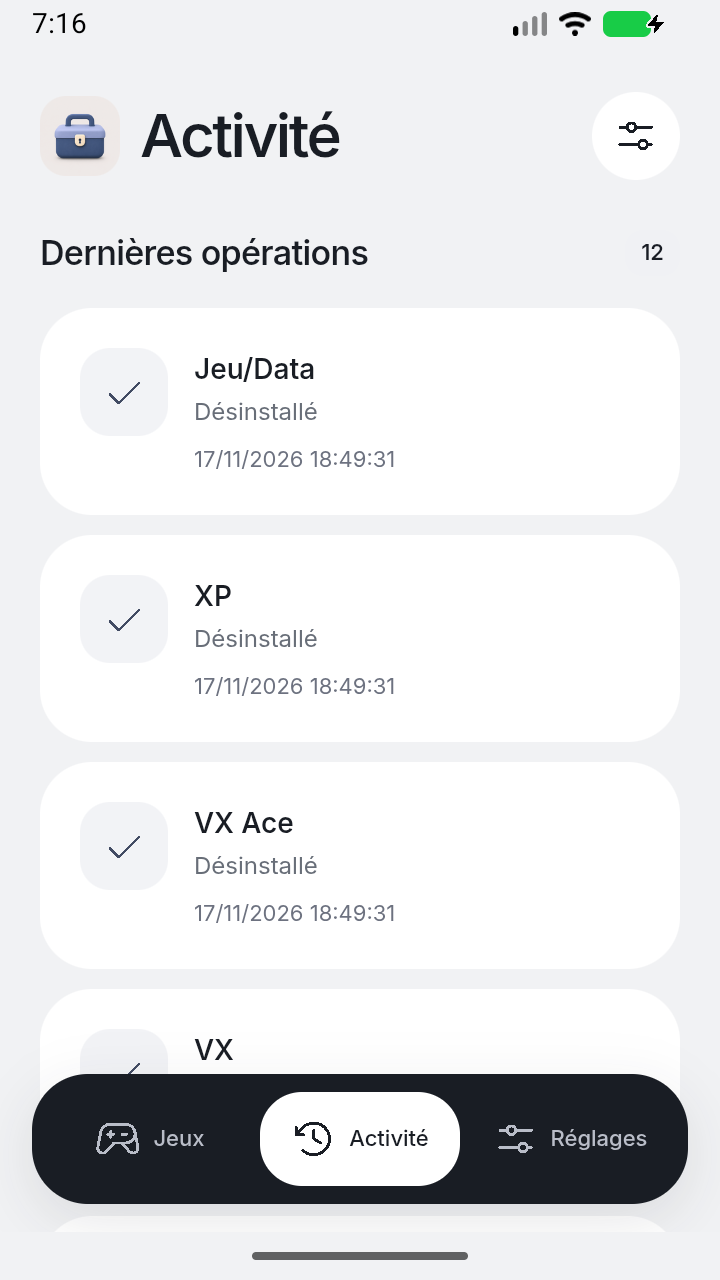 7:16
Activité
Dernières opérations
12
Jeu/Data
Désinstallé
17/11/2026 18:49:31
XP
Désinstallé
17/11/2026 18:49:31
VX Ace
Désinstallé
17/11/2026 18:49:31
VX
Jeux
Activité
Réglages